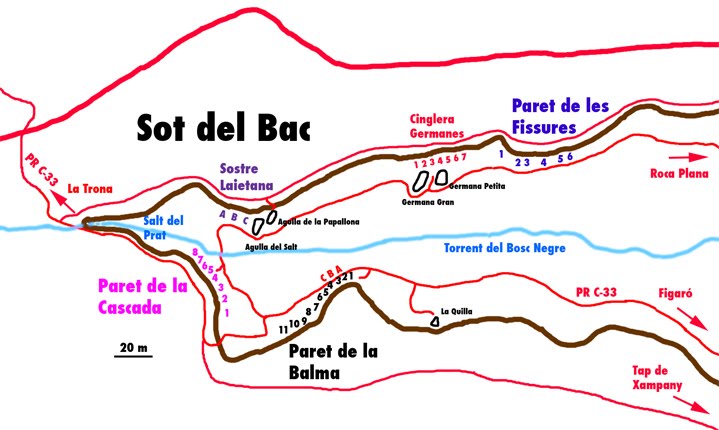 Sot del Bac
Cinglera
Germanes
1 2 3 4 5 6 7
Paret de les
Fissures
1
2 3 4 5 6
PR C-33
La Trona
Sostre
Laietana
A B C
Roca Plana
Germana Petita
Germana Gran
Agulla de la Papallona
Agulla del Salt
Salt del
Prat
Torrent del Bosc Negre
8
7
6
5
4
3
2
1
Paret de la
Cascada
C B A
11 10 9 8 7 6 5 4 3 2 1
PR C-33
Figaró
La Quilla
20 m
Paret de la
Balma
Tap de
Xampany